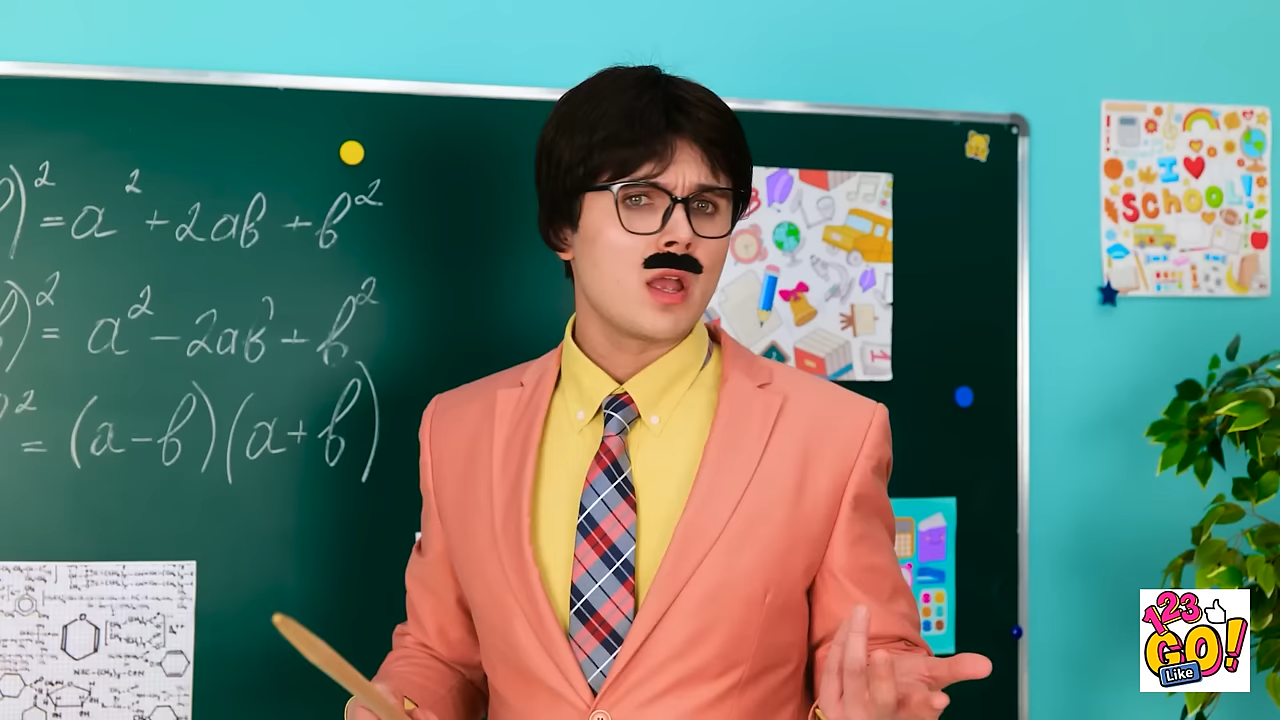 )² = a² + 2ab + b²
)² = a² - 2ab + b²
² = (a-b)(a+b)
I
SCHOOL!
123
GO!
Like